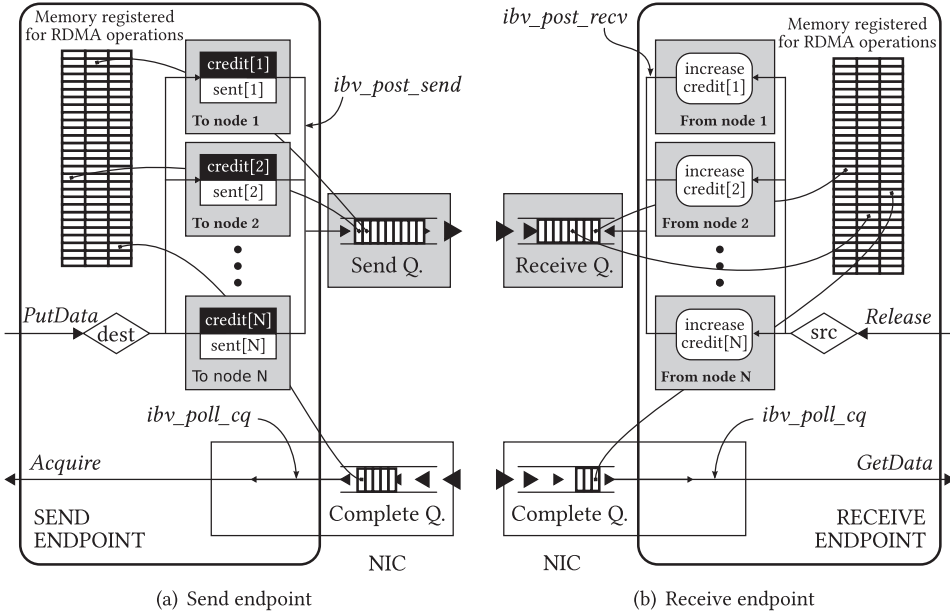 Memory registered
for RDMA operations
credit[1]
sent[1]
To node 1
ibv_post_send
credit[2]
sent[2]
To node 2
Send Q.
PutData
dest
credit[N]
sent[N]
To node N
ibv_poll_cq
Acquire
Complete Q.
SEND
ENDPOINT
NIC
(a) Send endpoint
ibv_post_recv
Memory registered
for RDMA operations
increase
credit[1]
From node 1
increase
credit[2]
From node 2
Receive Q.
increase
credit[N]
From node N
src
Release
ibv_poll_cq
GetData
Complete Q.
RECEIVE
ENDPOINT
NIC
(b) Receive endpoint